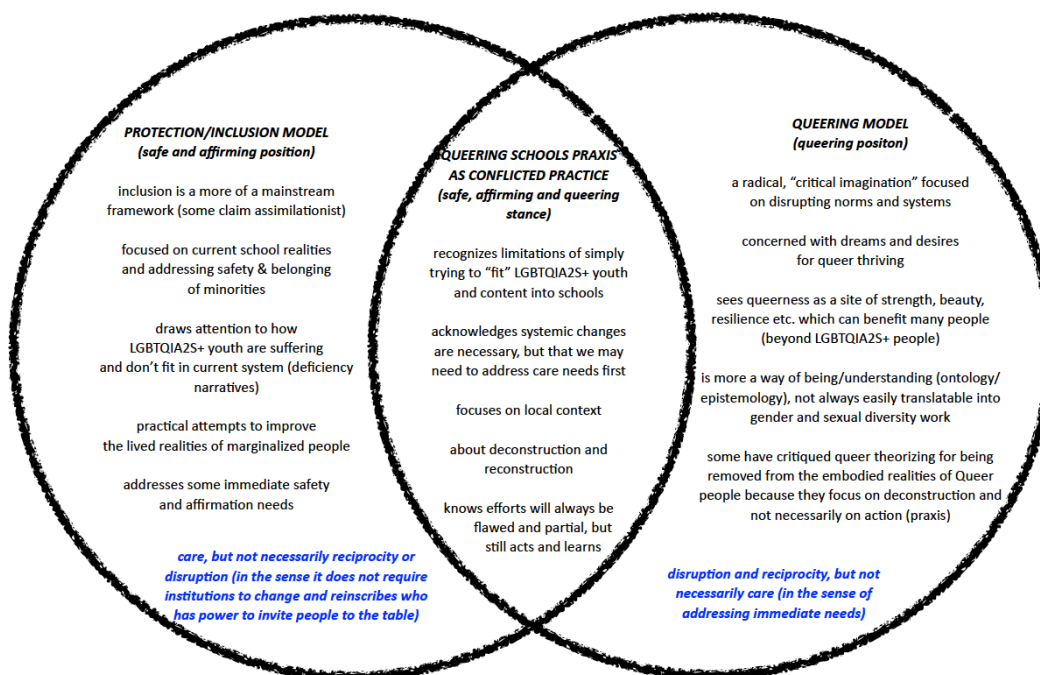 PROTECTION/INCLUSION MODEL
(safe and affirming position)
inclusion is a more of a mainstream
framework (some claim assimilationist)
focused on current school realities
and addressing safety & belonging
of minorities
draws attention to how
LGBTQIA2S+ youth are suffering
and don't fit in current system (deficiency
narratives)
practical attempts to improve
the lived realities of marginalized people
addresses some immediate safety
and affirmation needs
care, but not necessarily reciprocity or
disruption (in the sense it does not require
institutions to change and reinscribes who
has power to invite people to the table)
QUEERING SCHOOLS PRAXIS
AS CONFLICTED PRACTICE
(safe, affirming and queering
stance)
recognizes limitations of simply
trying to "fit" LGBTQIA2S+ youth
and content into schools
acknowledges systemic changes
are necessary, but that we may
need to address care needs first
focuses on local context
about deconstruction and
reconstruction
knows efforts will always be
flawed and partial, but
still acts and learns
QUEERING MODEL
(queering positon)
a radical, "critical imagination" focused
on disrupting norms and systems
concerned with dreams and desires
for queer thriving
sees queerness as a site of strength, beauty,
resilience etc. which can benefit many people
(beyond LGBTQIA2S+ people)
is more a way of being/understanding (ontology/
epistemology), not always easily translatable into
gender and sexual diversity work
some have critiqued queer theorizing for being
removed from the embodied realities of Queer
people because they focus on deconstruction and
not necessarily on action (praxis)
disruption and reciprocity, but not
necessarily care (in the sense of
addressing immediate needs)